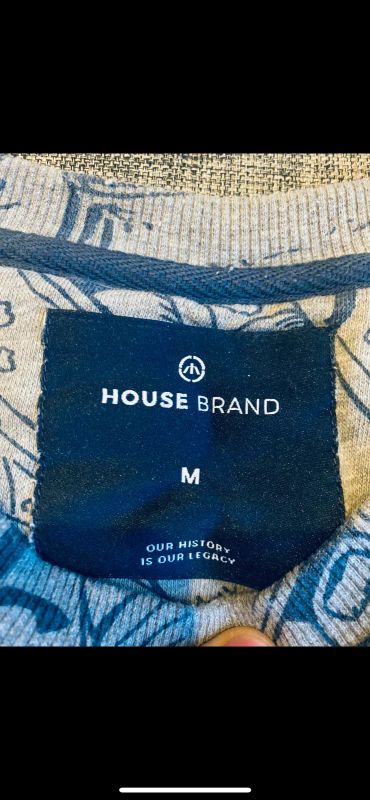 HOUSE BRAND
M
OUR HISTORY
IS OUR LEGACY